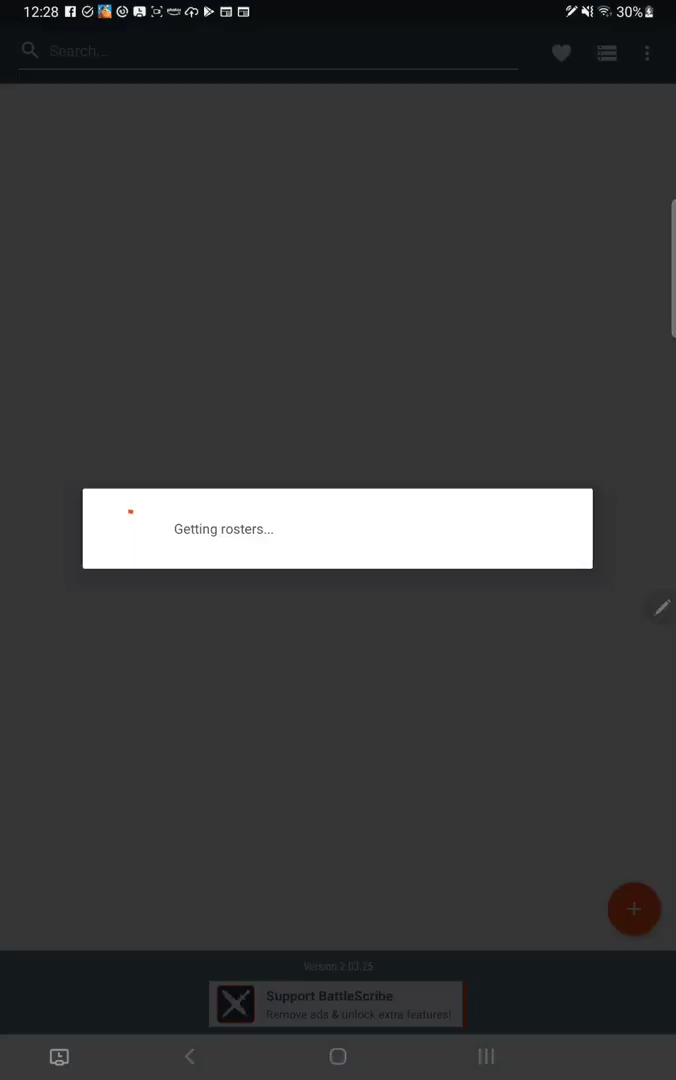 12:28
30%
Search...
Getting rosters...
Version 2.03.25
Support BattleScribe
Remove ads & unlock extra features!